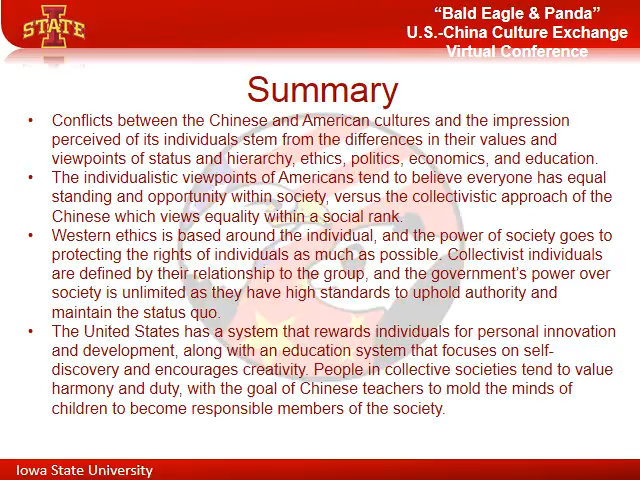 STATE
“Bald Eagle & Panda”
U.S.-China Culture Exchange
Virtual Conference
Summary
• Conflicts between the Chinese and American cultures and the impression
perceived of its individuals stem from the differences in their values and
viewpoints of status and hierarchy, ethics, politics, economics, and education.
• The individualistic viewpoints of Americans tend to believe everyone has equal
standing and opportunity within society, versus the collectivistic approach of the
Chinese which views equality within a social rank.
• Western ethics is based around the individual, and the power of society goes to
protecting the rights of individuals as much as possible. Collectivist individuals
are defined by their relationship to the group, and the government’s power over
society is unlimited as they have high standards to uphold authority and
maintain the status quo.
• The United States has a system that rewards individuals for personal innovation
and development, along with an education system that focuses on self-
discovery and encourages creativity. People in collective societies tend to value
harmony and duty, with the goal of Chinese teachers to mold the minds of
children to become responsible members of the society.
Iowa State University